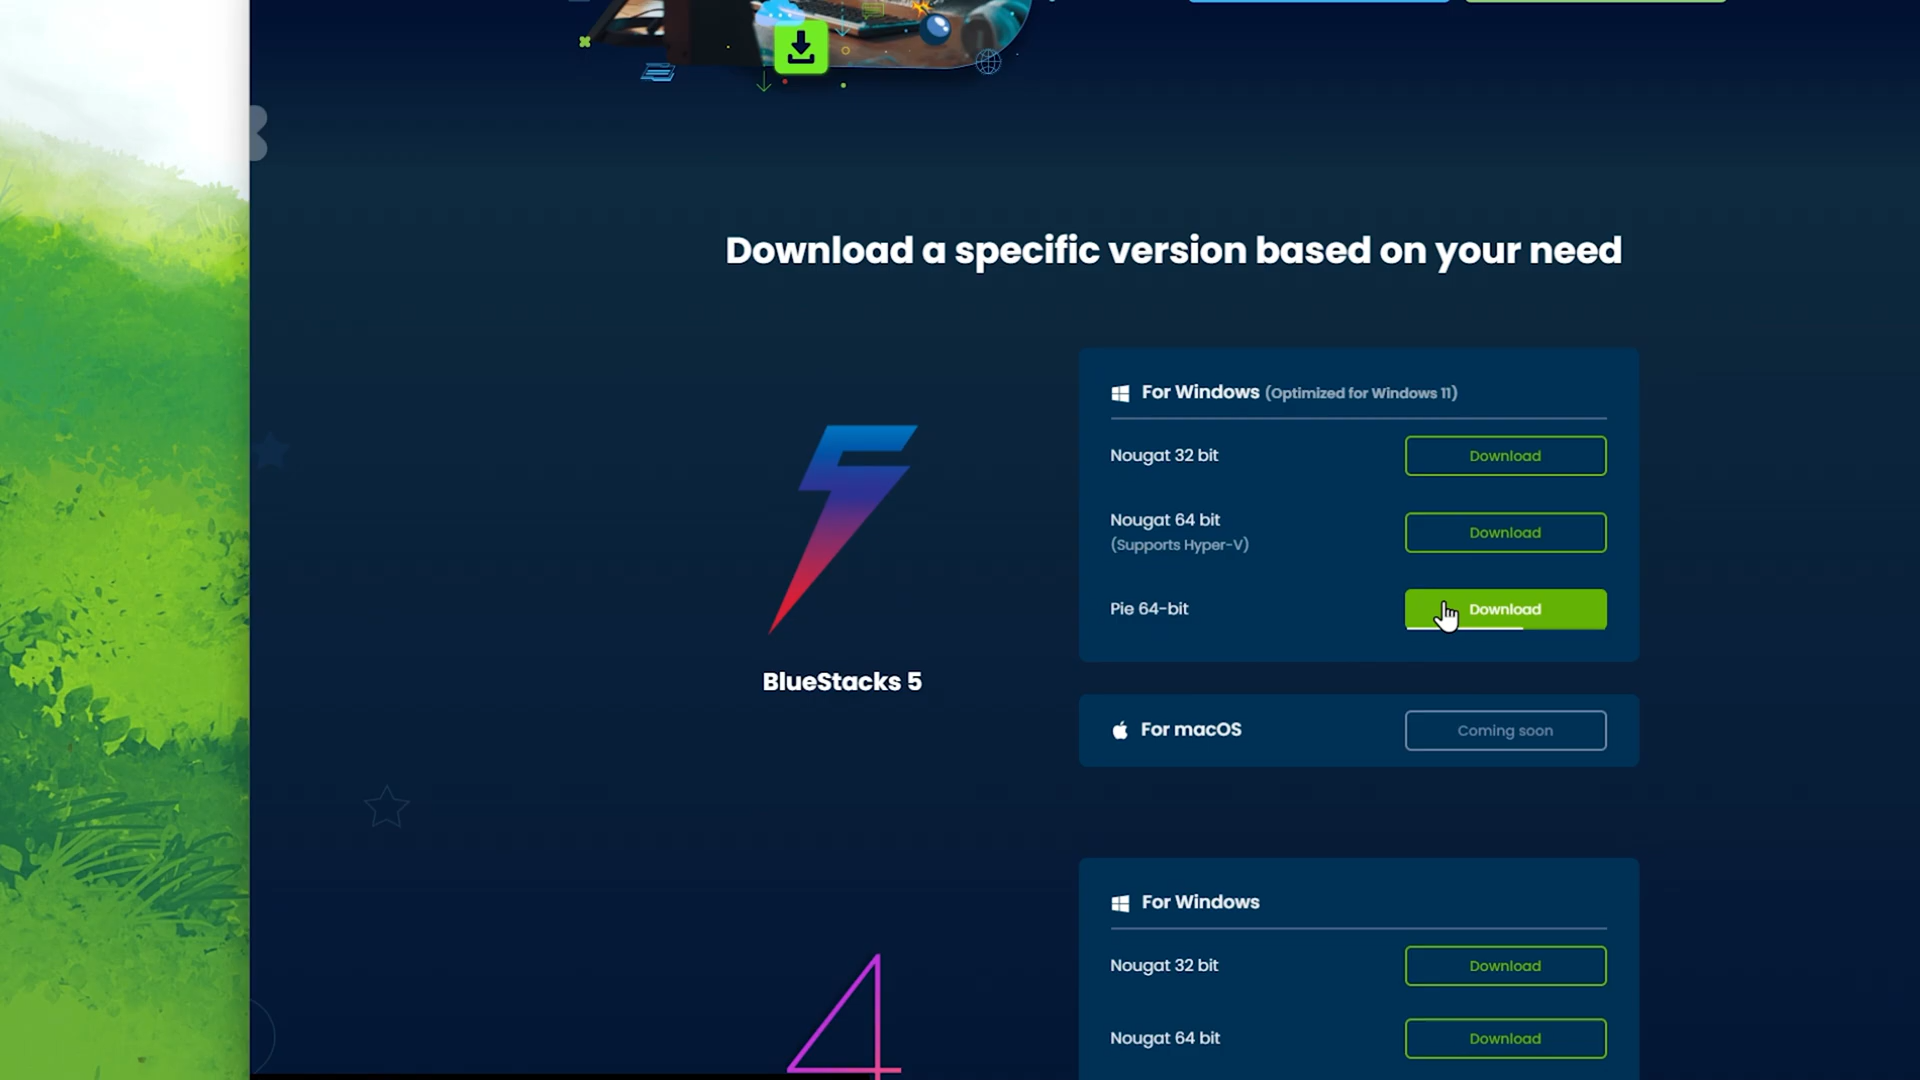 Download a specific version based on your need
For Windows (Optimized for Windows 11)
Nougat 32 bit
Download
Nougat 64 bit
(Supports Hyper-V)
Download
Pie 64-bit
Download
BlueStacks 5
For macOS
Coming soon
For Windows
Nougat 32 bit
Download
Nougat 64 bit
Download
4